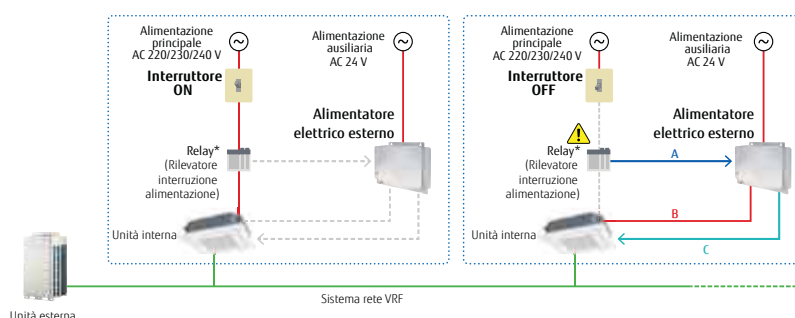 Alimentazione
principale
AC 220/230/240 V
Interruttore
ON
Alimentazione
ausiliaria
AC 24 V
Alimentatore
elettrico esterno
Relay*
(Rilevatore
interruzione
alimentazione)
Unità interna
Alimentazione
principale
AC 220/230/240 V
Interruttore
OFF
Alimentazione
ausiliaria
AC 24 V
Alimentatore
elettrico esterno
Relay*
(Rilevatore
interruzione
alimentazione)
A
B
C
Unità interna
Sistema rete VRF
Unità esterna